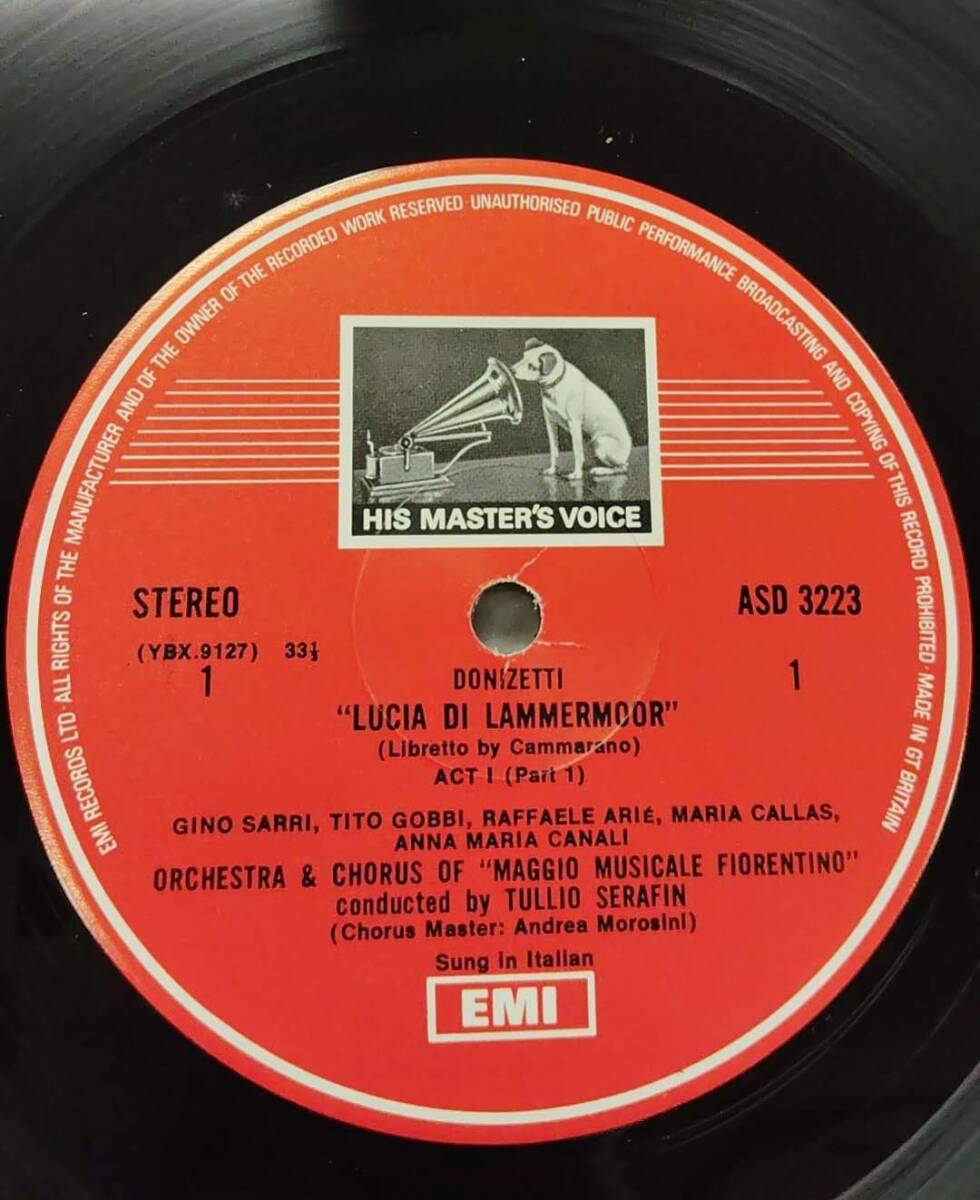 EMI RECORDS LTD · ALL RIGHTS OF THE MANUFACTURER AND OF THE OWNER OF THE RECORDED WORK RESERVED · UNAUTHORISED PUBLIC PERFORMANCE BROADCASTING AND COPYING OF THIS RECORD PROHIBITED · MADE IN GT BRITAIN
HIS MASTER'S VOICE
STEREO
ASD 3223
(YBX.9127) 33⅓
1
1
DONIZETTI
"LUCIA DI LAMMERMOOR"
(Libretto by Cammarano)
ACT I (Part 1)
GINO SARRI, TITO GOBBI, RAFFAELE ARIÉ, MARIA CALLAS,
ANNA MARIA CANALI
ORCHESTRA & CHORUS OF "MAGGIO MUSICALE FIORENTINO"
conducted by TULLIO SERAFIN
(Chorus Master: Andrea Morosini)
Sung in Italian
EMI